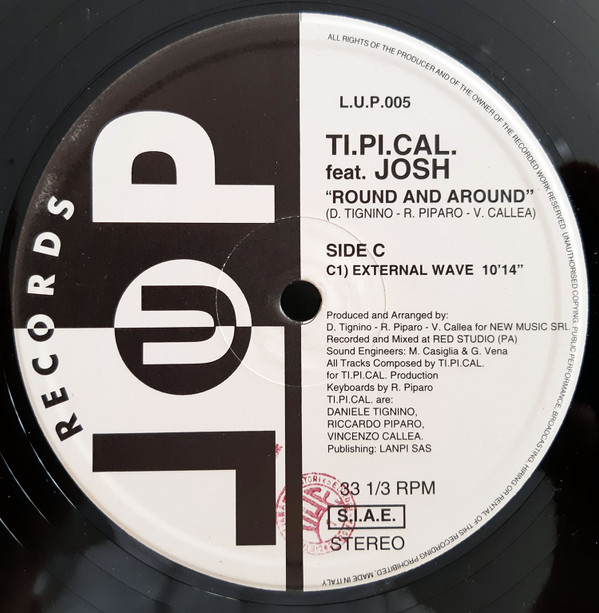 ALL RIGHTS OF THE PRODUCER AND OF THE OWNER OF THE RECORDED WORK RESERVED. UNAUTHORISED COPYING, PUBLIC PERFORMANCE, BROADCASTING, HIRING OR RENTAL OF THIS RECORDING PROHIBITED. MADE IN ITALY
L.U.P. RECORDS
L.U.P.005
TI.PI.CAL.
feat. JOSH
“ROUND AND AROUND”
(D. TIGNINO - R. PIPARO - V. CALLEA)
SIDE C
C1) EXTERNAL WAVE 10’14”
Produced and Arranged by:
D. Tignino - R. Piparo - V. Callea for NEW MUSIC SRL
Recorded and Mixed at RED STUDIO (PA)
Sound Engineers: M. Casiglia & G. Vena
All Tracks Composed by TI.PI.CAL.
for TI.PI.CAL. Production
Keyboards by R. Piparo
TI.PI.CAL. are:
DANIELE TIGNINO,
RICCARDO PIPARO,
VINCENZO CALLEA.
Publishing: LANPI SAS
33 1/3 RPM
S.I.A.E.
STEREO